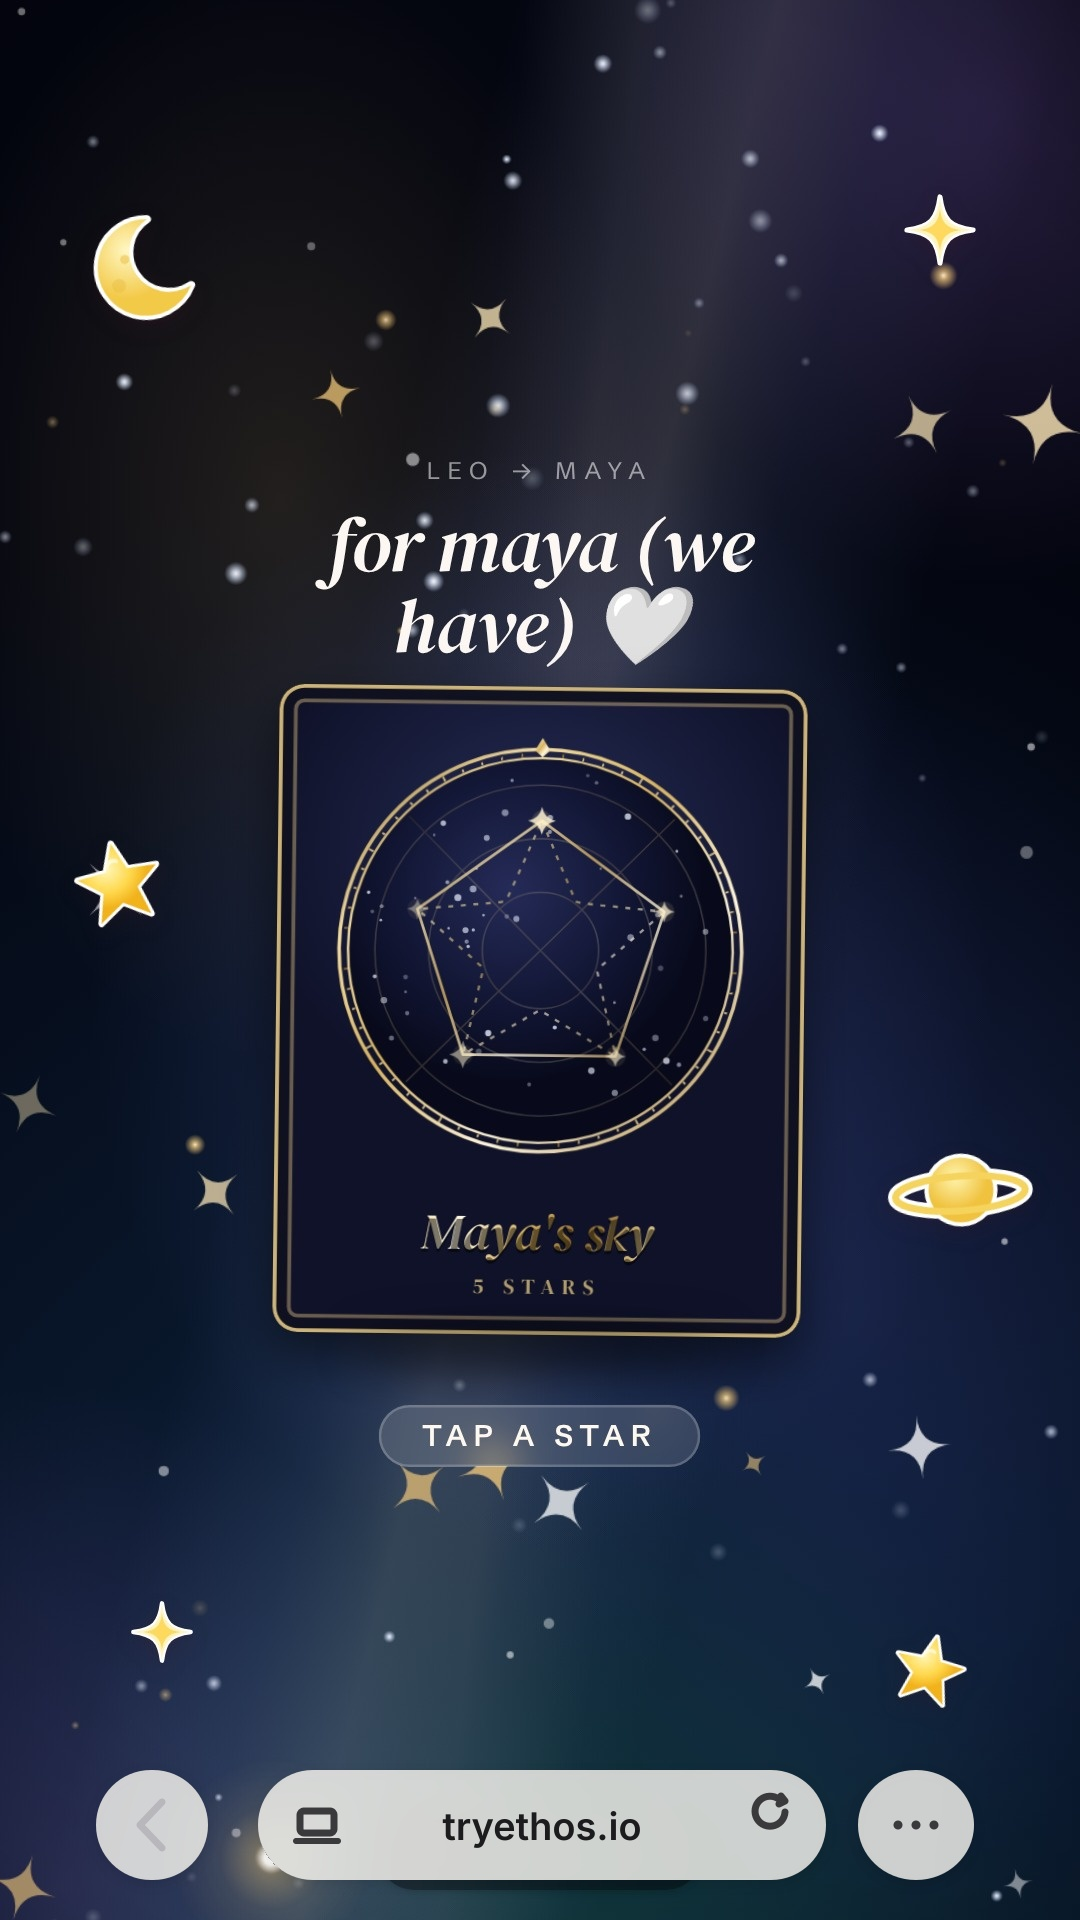 LEO → MAYA
for maya (we
have) 🤍
Maya's sky
5 STARS
TAP A STAR
tryethos.io